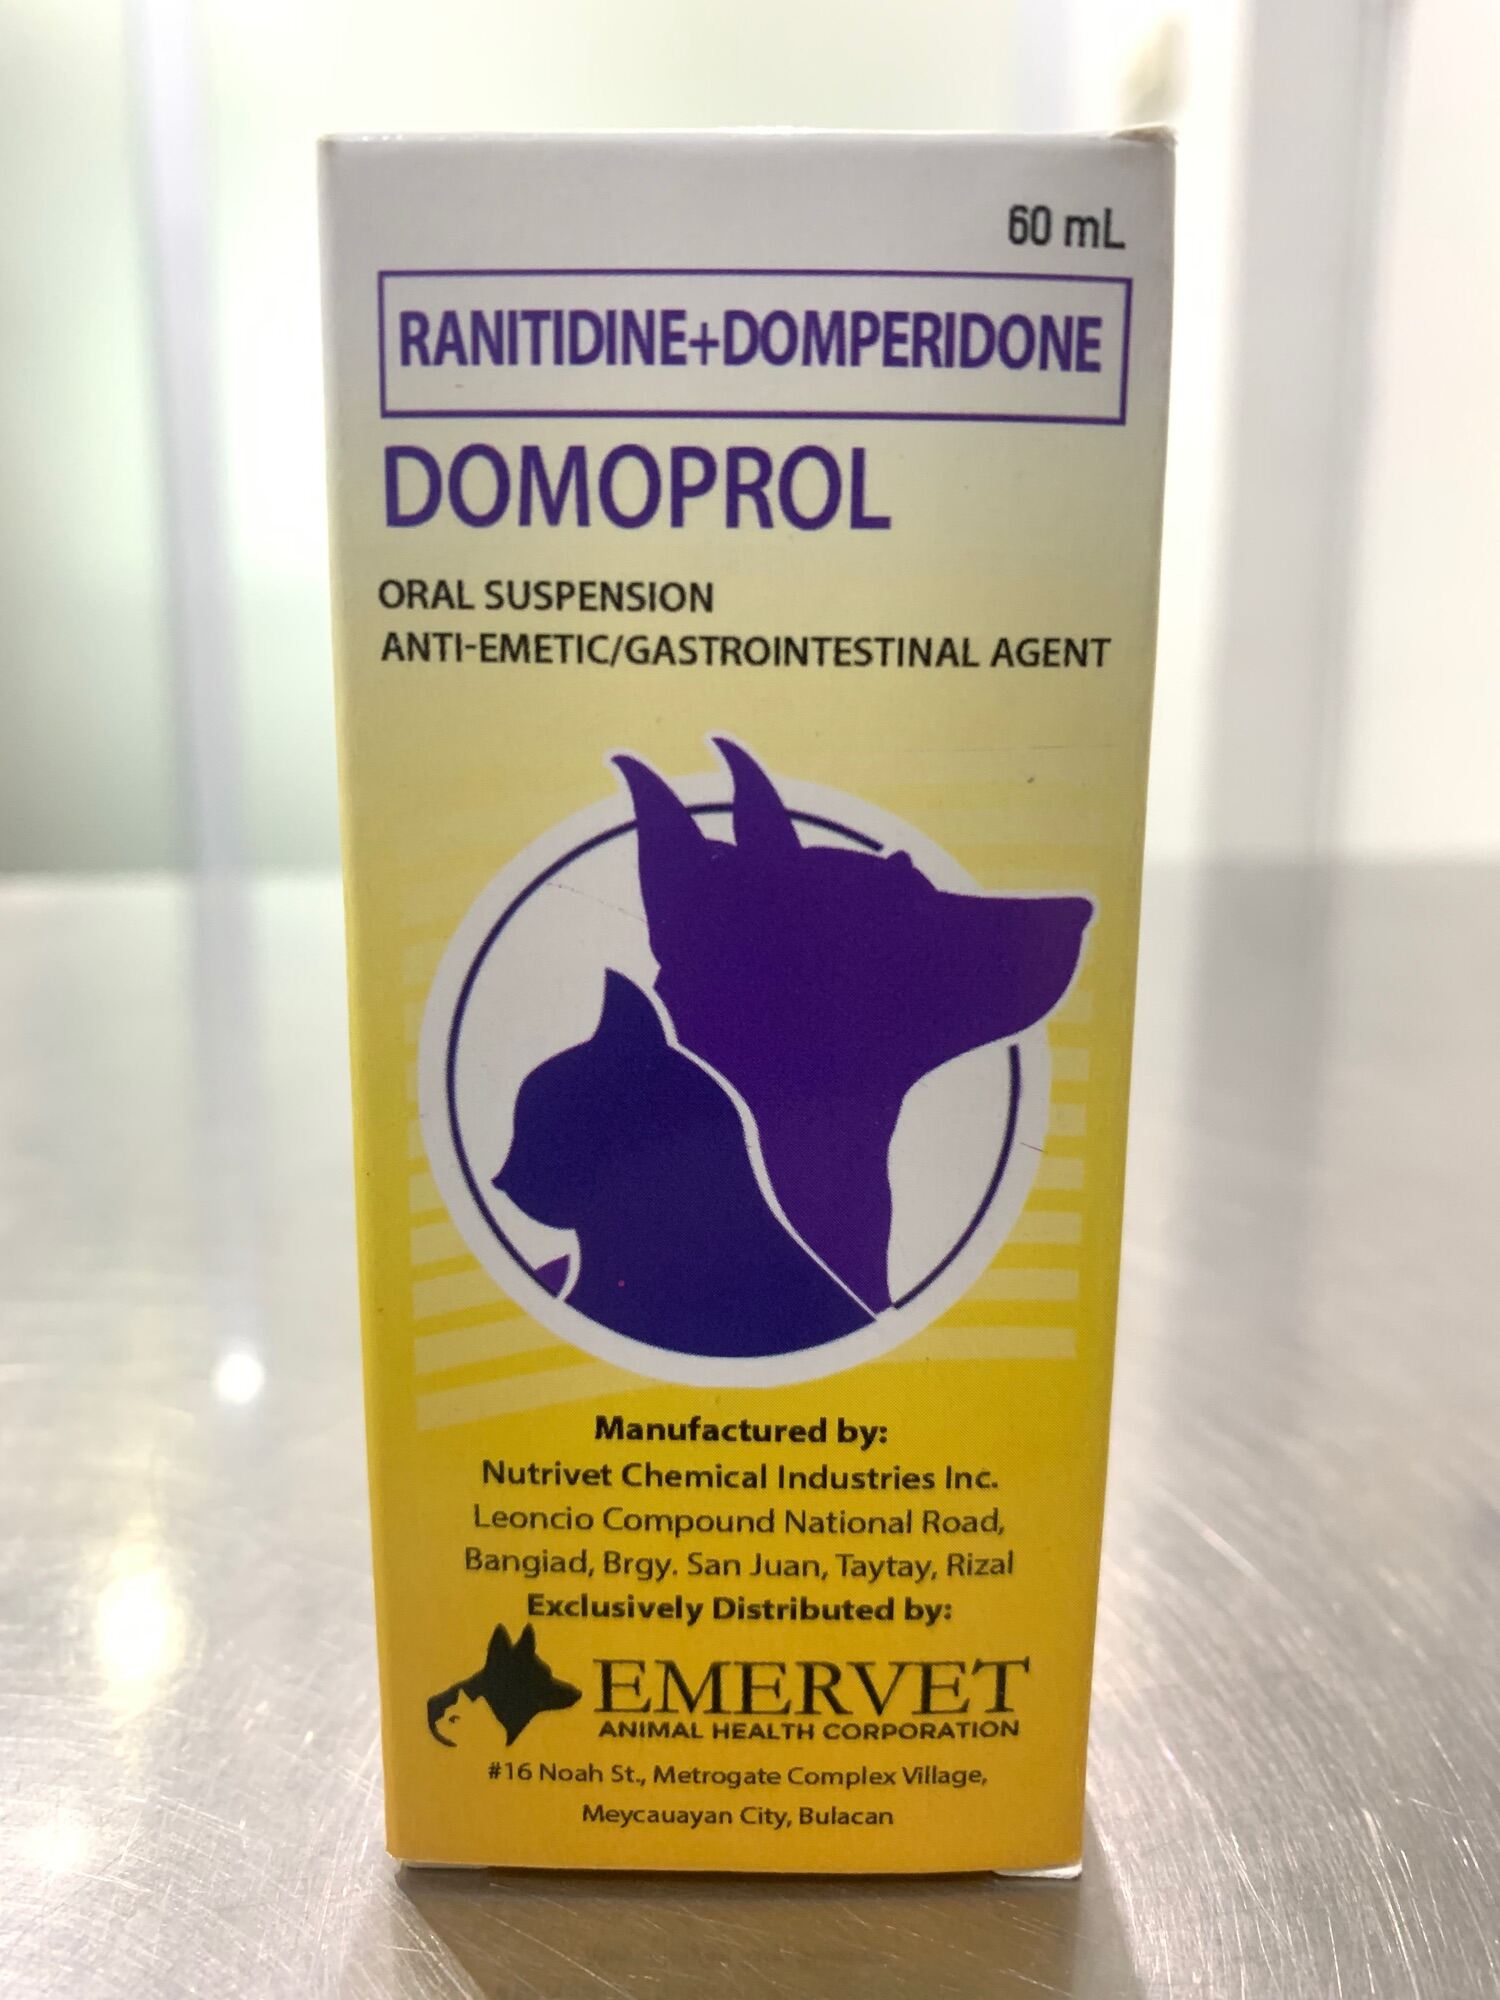 60 mL
RANITIDINE+DOMPERIDONE
DOMOPROL
ORAL SUSPENSION
ANTI-EMETIC/GASTROINTESTINAL AGENT
Manufactured by:
Nutrivet Chemical Industries Inc.
Leoncio Compound National Road,
Bangiad, Brgy. San Juan, Taytay, Rizal
Exclusively Distributed by:
EMERVET
ANIMAL HEALTH CORPORATION
#16 Noah St., Metrogate Complex Village,
Meycauayan City, Bulacan